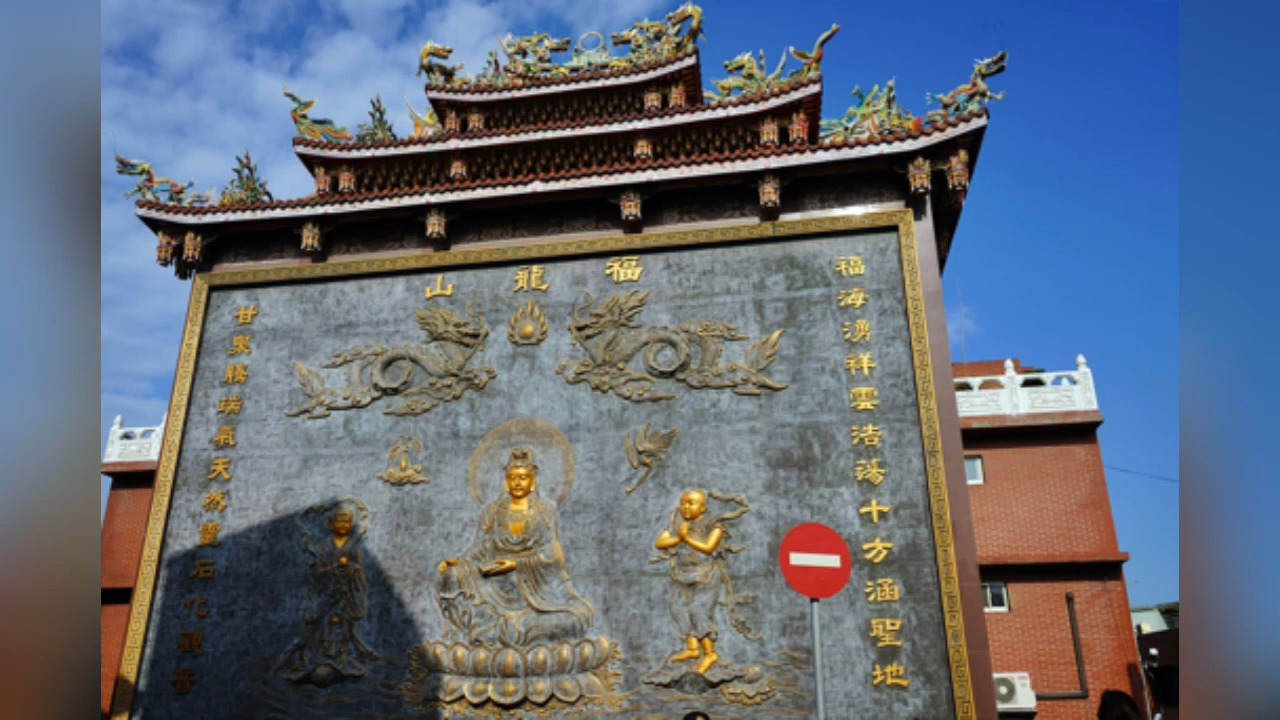 福龍山
福海湧祥雲浩蕩十方涵聖地
甘泉騰瑞氣天然靈石化觀音